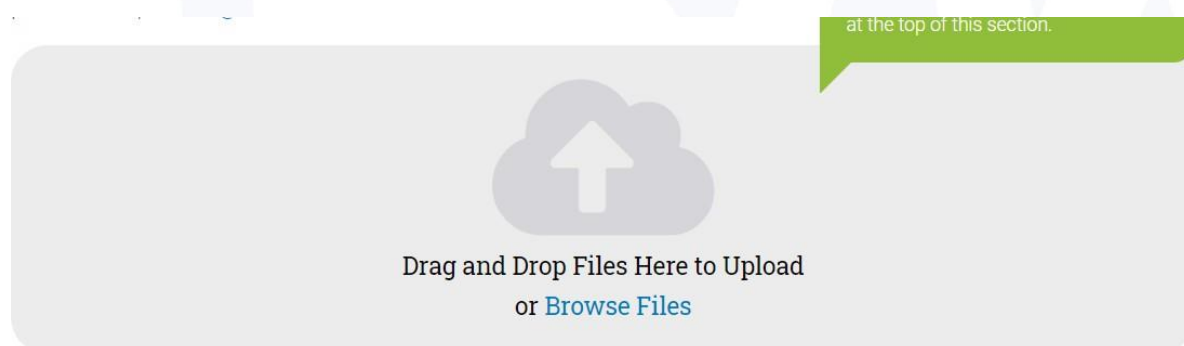 at the top of this section.
Drag and Drop Files Here to Upload
or Browse Files